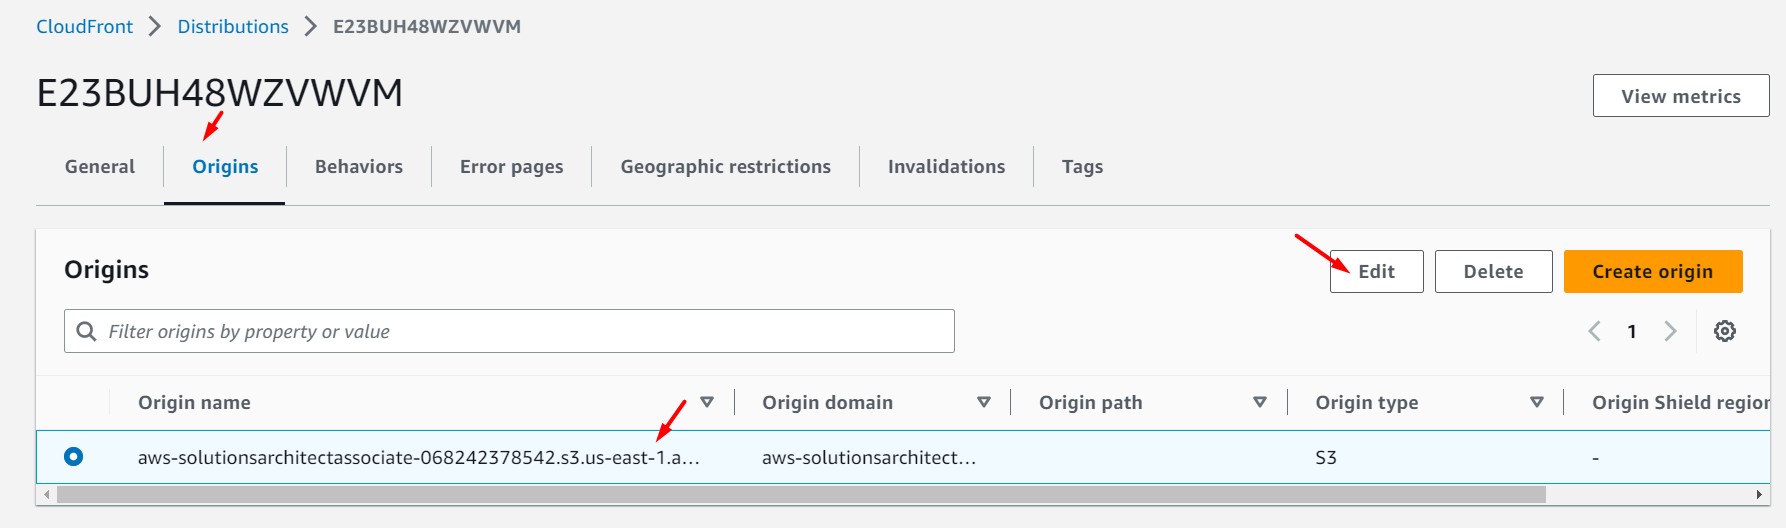 CloudFront Distributions E23BUH48WZVWVM
E23BUH48WZVWVM
View metrics
General Origins Behaviors Error pages Geographic restrictions Invalidations Tags
Origins
Edit Delete Create origin
Filter origins by property or value
1
Origin name Origin domain Origin path Origin type Origin Shield region
aws-solutionsarchitectassociate-068242378542.s3.us-east-1.a... aws-solutionsarchitect... S3 -